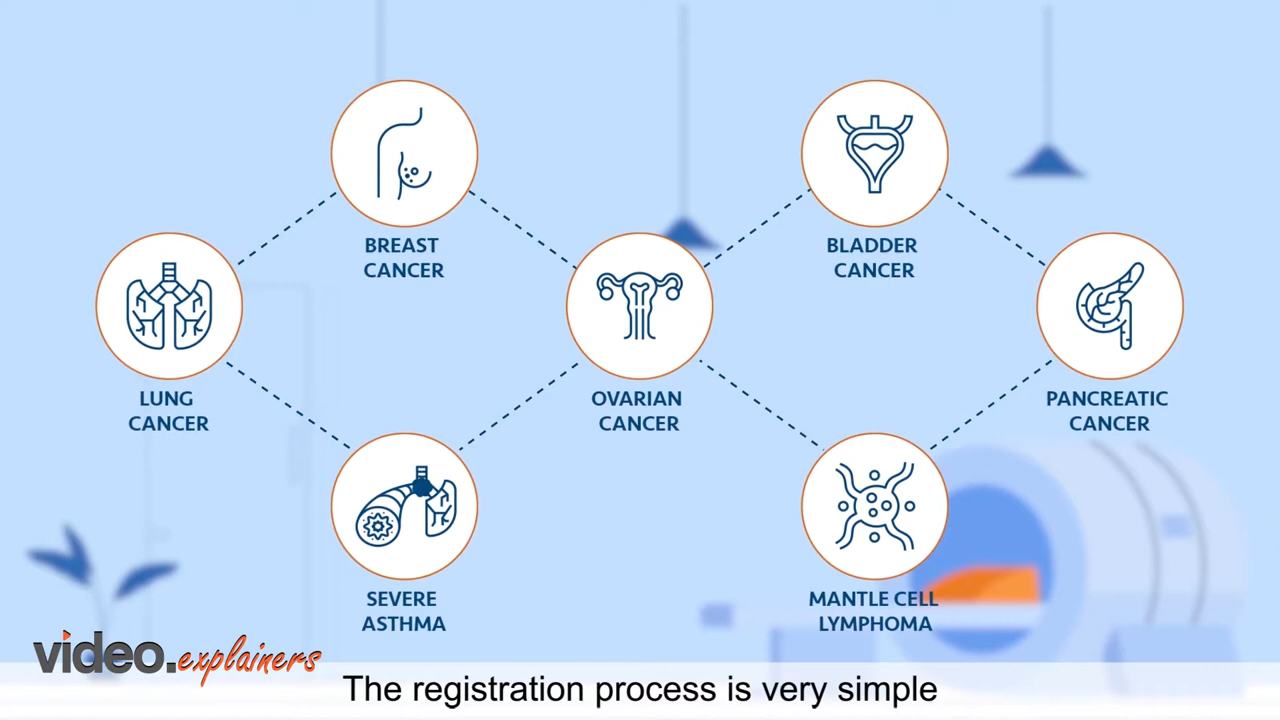 BREAST
CANCER
BLADDER
CANCER
LUNG
CANCER
OVARIAN
CANCER
PANCREATIC
CANCER
SEVERE
ASTHMA
MANTLE CELL
LYMPHOMA
video.explainers
The registration process is very simple